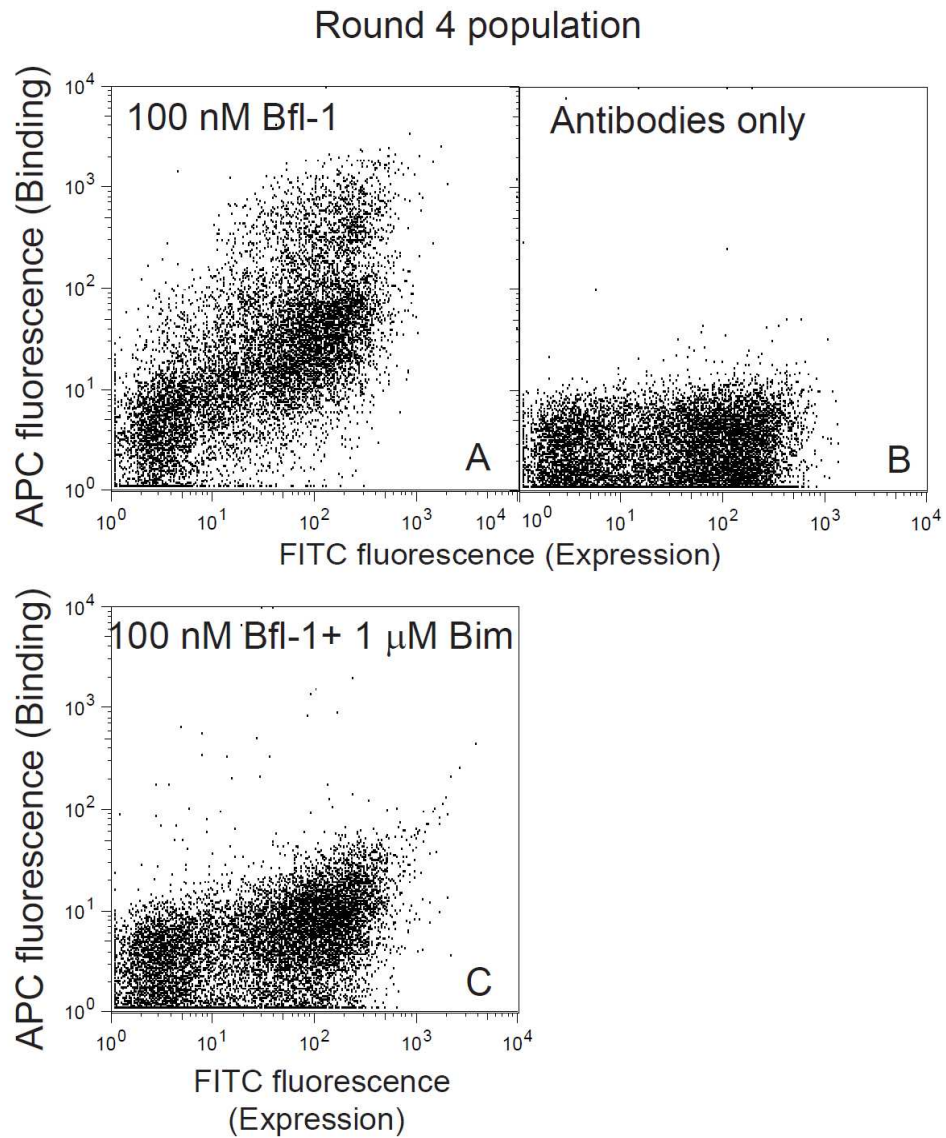 Round 4 population
APC fluorescence (Binding)
10^4
10^3
10^2
10^1
10^0
100 nM Bfl-1
A
10^0
10^1
10^2
10^3
10^4
Antibodies only
B
10^0
10^1
10^2
10^3
10^4
FITC fluorescence (Expression)
APC fluorescence (Binding)
10^4
10^3
10^2
10^1
10^0
100 nM Bfl-1+ 1 μM Bim
C
10^0
10^1
10^2
10^3
10^4
FITC fluorescence
(Expression)